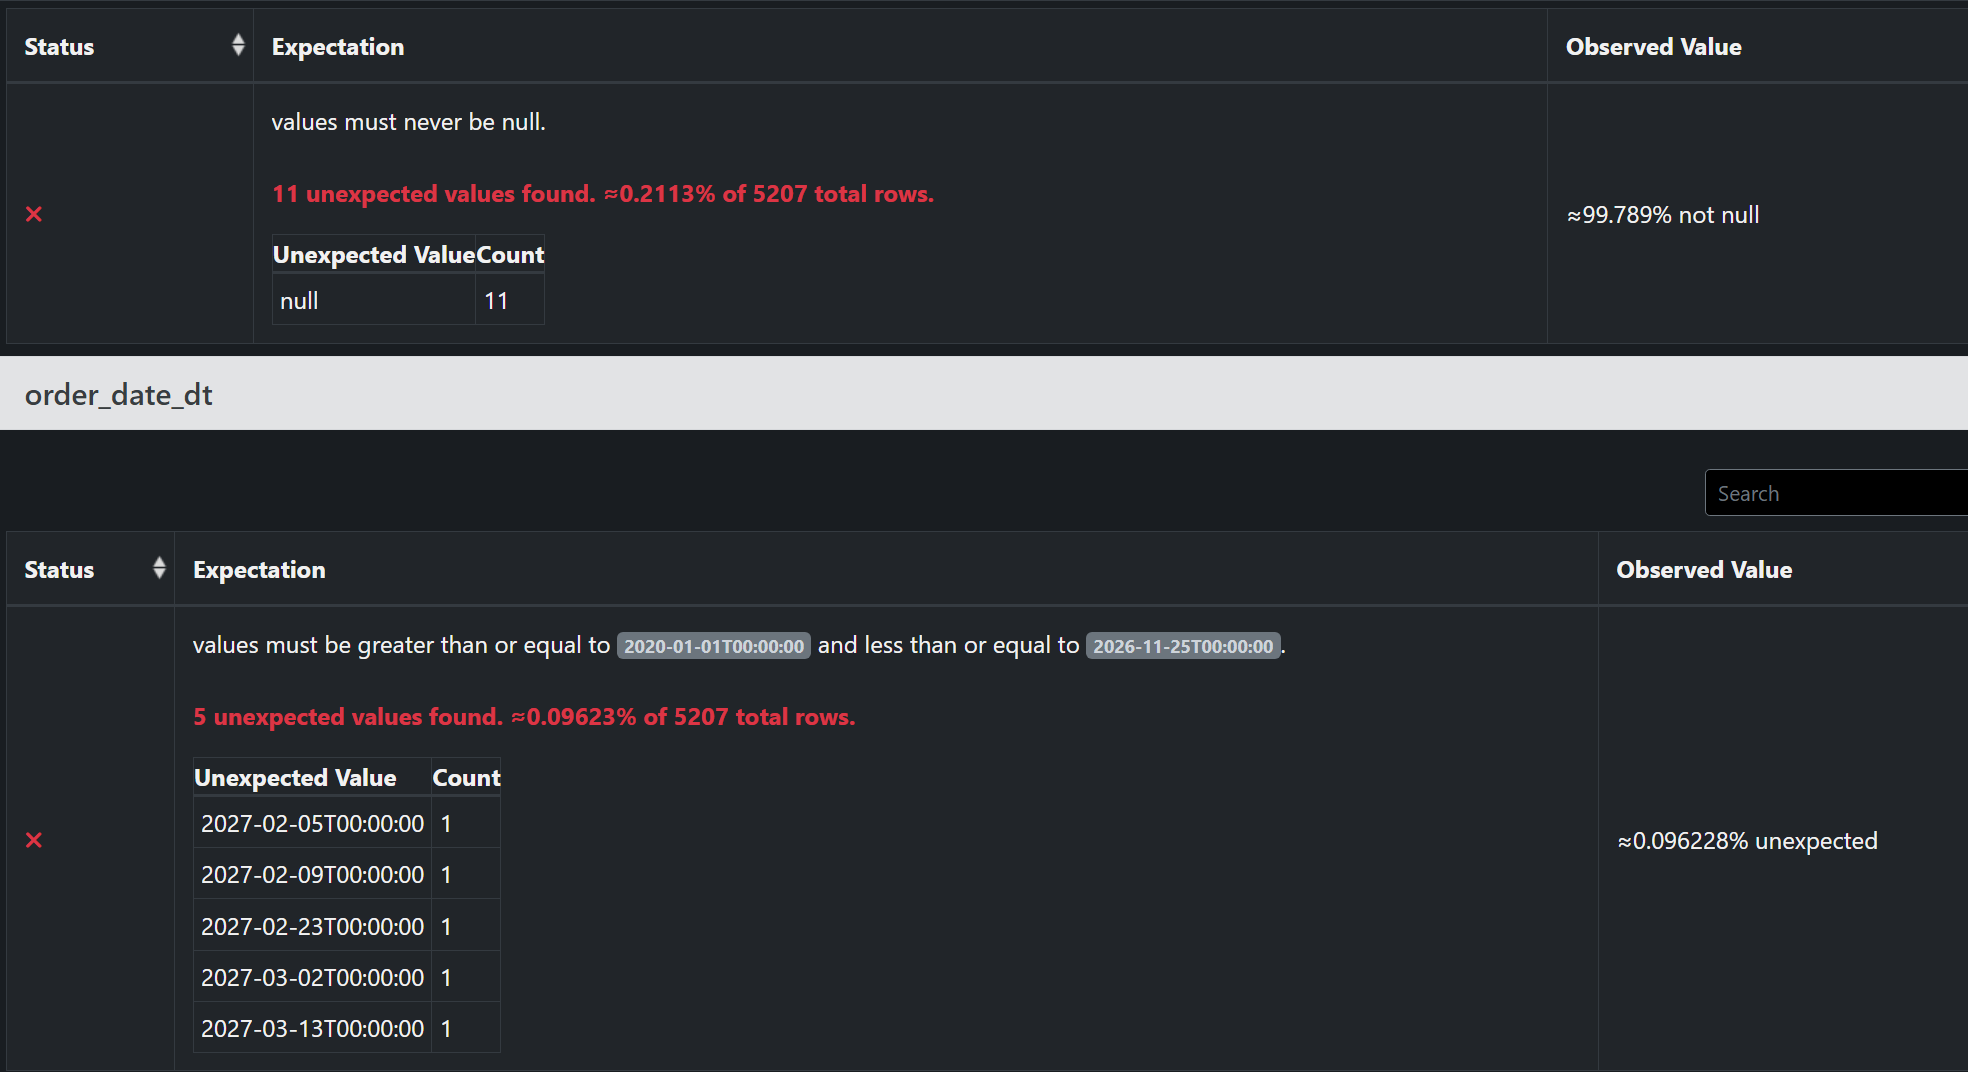 Status Expectation Observed Value
values must never be null.
11 unexpected values found. ≈0.2113% of 5207 total rows.
≈99.789% not null
Unexpected Value Count
null 11
order_date_dt
Search
Status Expectation Observed Value
values must be greater than or equal to 2020-01-01T00:00:00 and less than or equal to 2026-11-25T00:00:00.
5 unexpected values found. ≈0.09623% of 5207 total rows.
Unexpected Value Count
2027-02-05T00:00:00 1
≈0.096228% unexpected
2027-02-09T00:00:00 1
2027-02-23T00:00:00 1
2027-03-02T00:00:00 1
2027-03-13T00:00:00 1